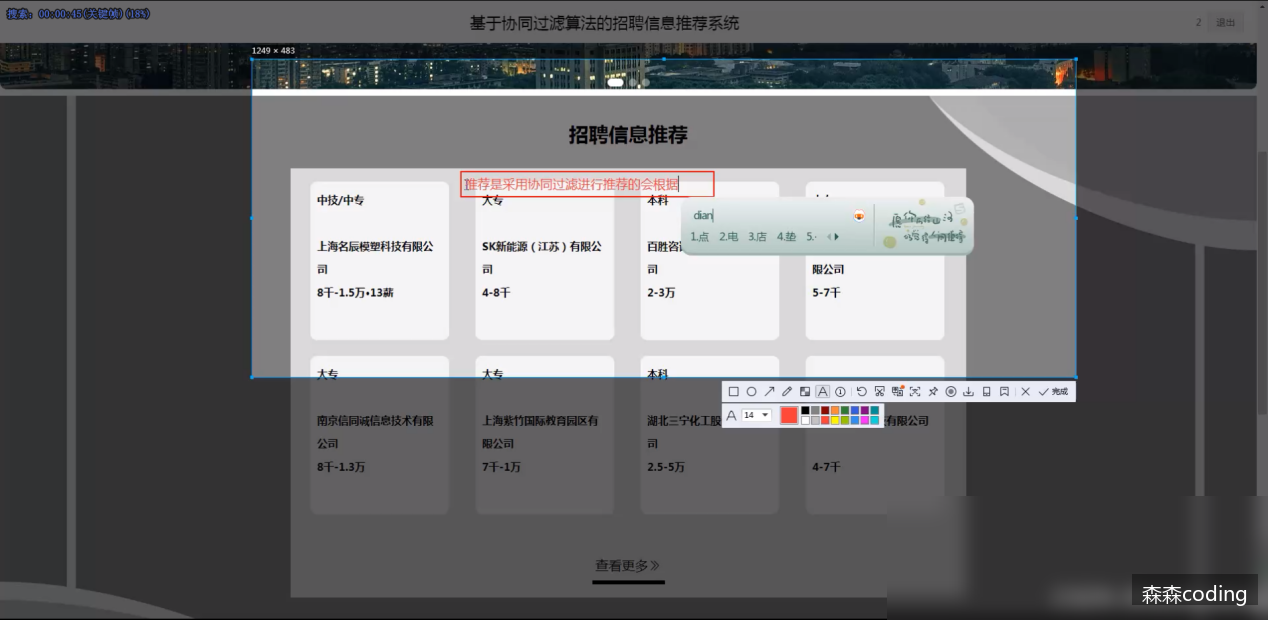 搜索: 00:00:45(关键帧) (18%)
基于协同过滤算法的招聘信息推荐系统
2 退出
1249 × 483
招聘信息推荐
推荐是采用协同过滤进行推荐的会根据
中技/中专
上海名辰模塑科技有限公
司
8千-1.5万•13薪
大专
SK新能源（江苏）有限公
司
4-8千
本科
百胜咨
司
2-3万
限公司
5-7千
dian
1.点 2.电 3.店 4.垫 5.
大专
南京信同诚信息技术有限
公司
8千-1.3万
大专
上海紫竹国际教育园区有
限公司
7千-1万
本科
湖北三宁化工股
司
2.5-5万
有限公司
4-7千
完成
A 14
查看更多
森森coding